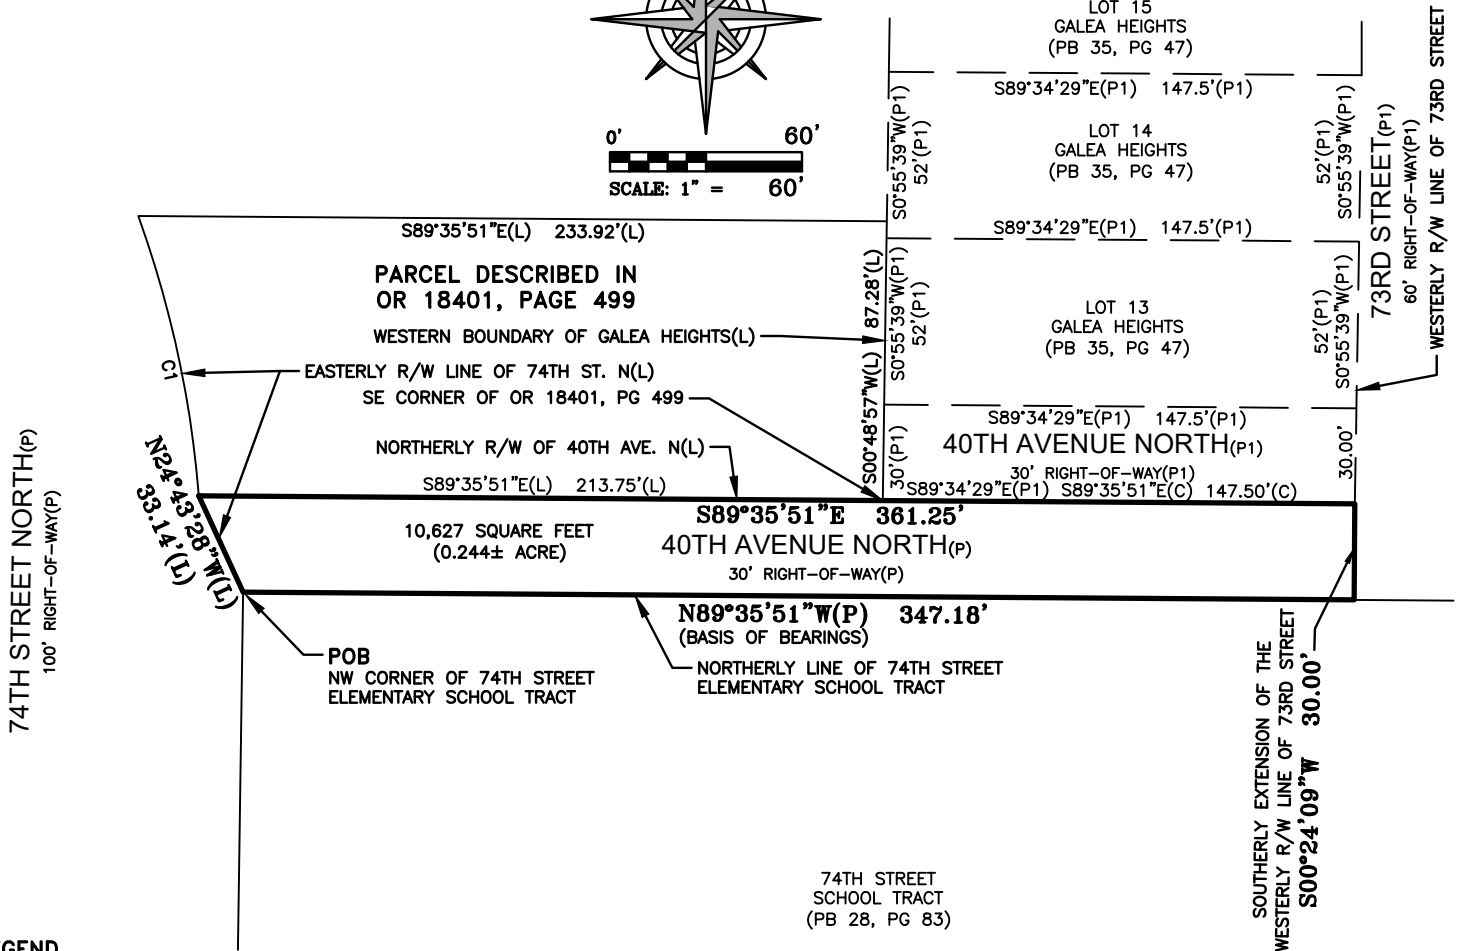 LOT 15
GALEA HEIGHTS
(PB 35, PG 47)
S89°34'29"E(P1) 147.5'(P1)
S0°55'39"W(P1)
52'(P1)
LOT 14
GALEA HEIGHTS
(PB 35, PG 47)
52'(P1)
S0°55'39"W(P1)
73RD STREET(P1)
60' RIGHT-OF-WAY(P1)
WESTERLY R/W LINE OF 73RD STREET
0' 60'
SCALE: 1" = 60'
S89°34'29"E(P1) 147.5'(P1)
S89°35'51"E(L) 233.92'(L)
PARCEL DESCRIBED IN
OR 18401, PAGE 499
WESTERN BOUNDARY OF GALEA HEIGHTS(L)
S00°48'57"W(L) 87.28'(L)
S0°55'39"W(P1)
52'(P1)
LOT 13
GALEA HEIGHTS
(PB 35, PG 47)
52'(P1)
S0°55'39"W(P1)
C1
EASTERLY R/W LINE OF 74TH ST. N(L)
SE CORNER OF OR 18401, PG 499
NORTHERLY R/W OF 40TH AVE. N(L)
S89°34'29"E(P1) 147.5'(P1)
30'(P1)
40TH AVENUE NORTH(P1)
30' RIGHT-OF-WAY(P1)
30.00'
S89°35'51"E(L) 213.75'(L)
S89°34'29"E(P1) S89°35'51"E(C) 147.50'(C)
74TH STREET NORTH(P)
100' RIGHT-OF-WAY(P)
N24°43'28"W(L)
33.14'(L)
10,627 SQUARE FEET
(0.244± ACRE)
S89°35'51"E 361.25'
40TH AVENUE NORTH(P)
30' RIGHT-OF-WAY(P)
N89°35'51"W(P) 347.18'
(BASIS OF BEARINGS)
POB
NW CORNER OF 74TH STREET
ELEMENTARY SCHOOL TRACT
NORTHERLY LINE OF 74TH STREET
ELEMENTARY SCHOOL TRACT
SOUTHERLY EXTENSION OF THE
WESTERLY R/W LINE OF 73RD STREET
S00°24'09"W 30.00'
74TH STREET
SCHOOL TRACT
(PB 28, PG 83)
EGEND